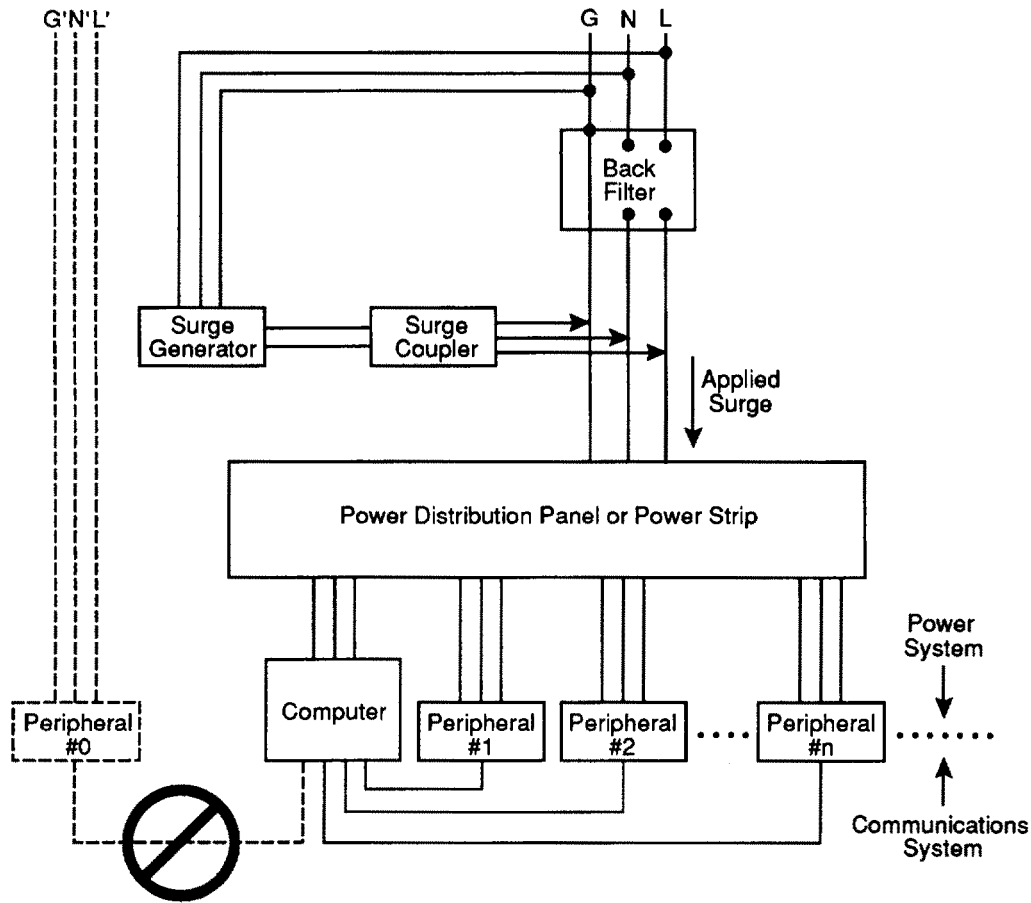 G' N' L'
G N L
Back
Filter
Surge
Generator
Surge
Coupler
Applied
Surge
Power Distribution Panel or Power Strip
Power
System
Computer
Peripheral
#0
Peripheral
#1
Peripheral
#2
Peripheral
#n
Communications
System